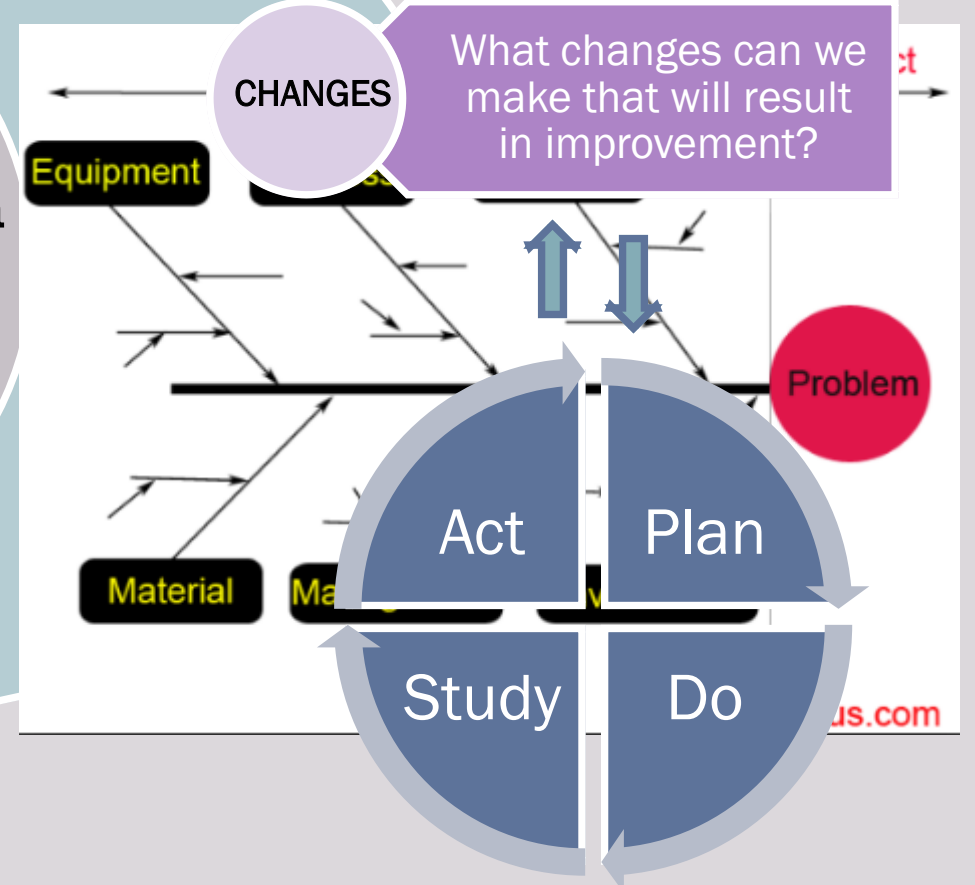 CHANGES
What changes can we
make that will result
in improvement?
Equipment
Problem
Act
Plan
Material
Study
Do
us.com